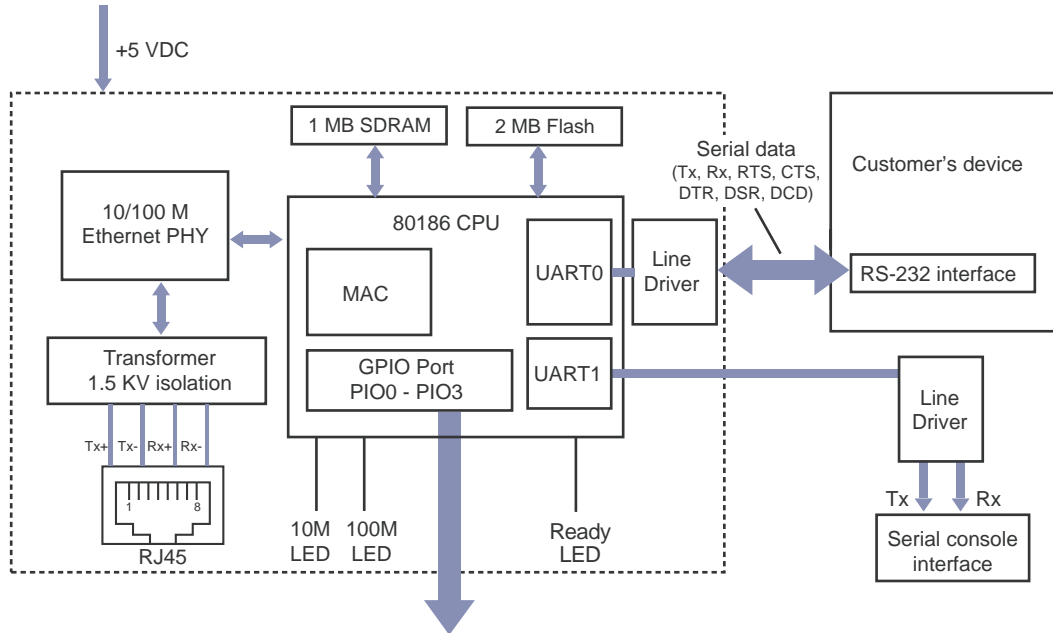 +5 VDC
1 MB SDRAM
2 MB Flash
Serial data
(Tx, Rx, RTS, CTS,
DTR, DSR, DCD)
Customer's device
10/100 M
Ethernet PHY
80186 CPU
UART0
Line
Driver
RS-232 interface
MAC
Transformer
1.5 KV isolation
GPIO Port
PIO0 - PIO3
UART1
Line
Driver
Tx+
Tx-
Rx+
Rx-
1
8
RJ45
10M
LED
100M
LED
Ready
LED
Tx
Rx
Serial console
interface